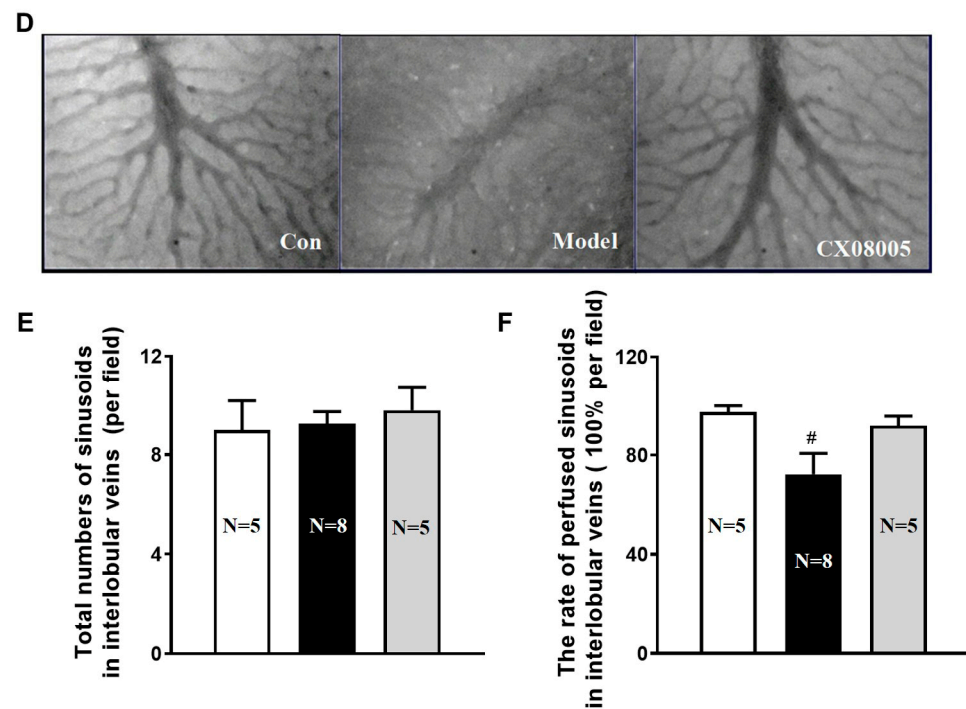 D
Con
Model
CX08005
E
Total numbers of sinusoids
in interlobular veins (per field)
12
8
4
0
N=5
N=8
N=5
F
The rate of perfused sinusoids
in interlobular veins ( 100% per field)
120
80
40
0
#
N=5
N=8
N=5